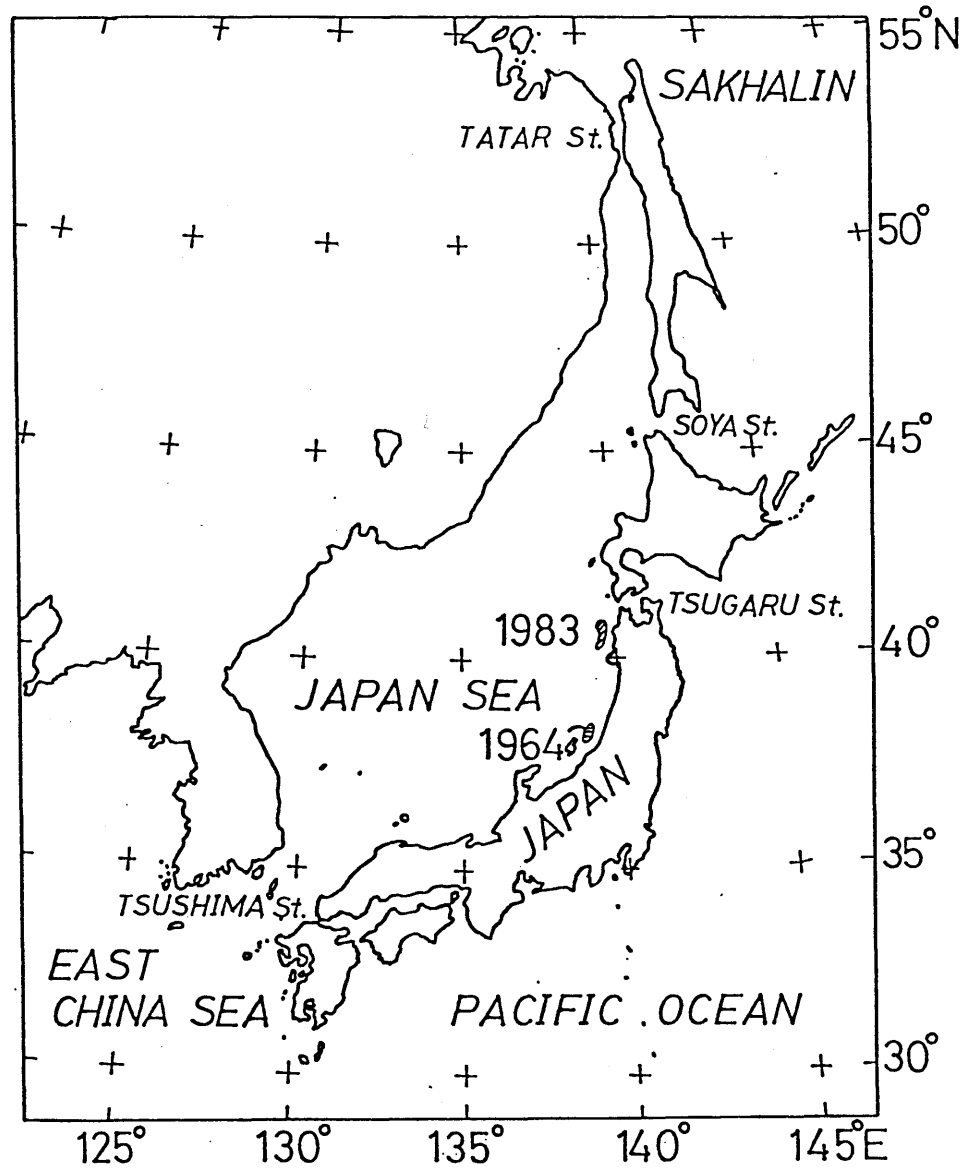 55°N
SAKHALIN
TATAR St.
50°
SOYA St.
45°
TSUGARU St.
1983
40°
JAPAN SEA
1964
JAPAN
35°
TSUSHIMA St.
EAST
CHINA SEA
PACIFIC OCEAN
30°
125° 130° 135° 140° 145°E